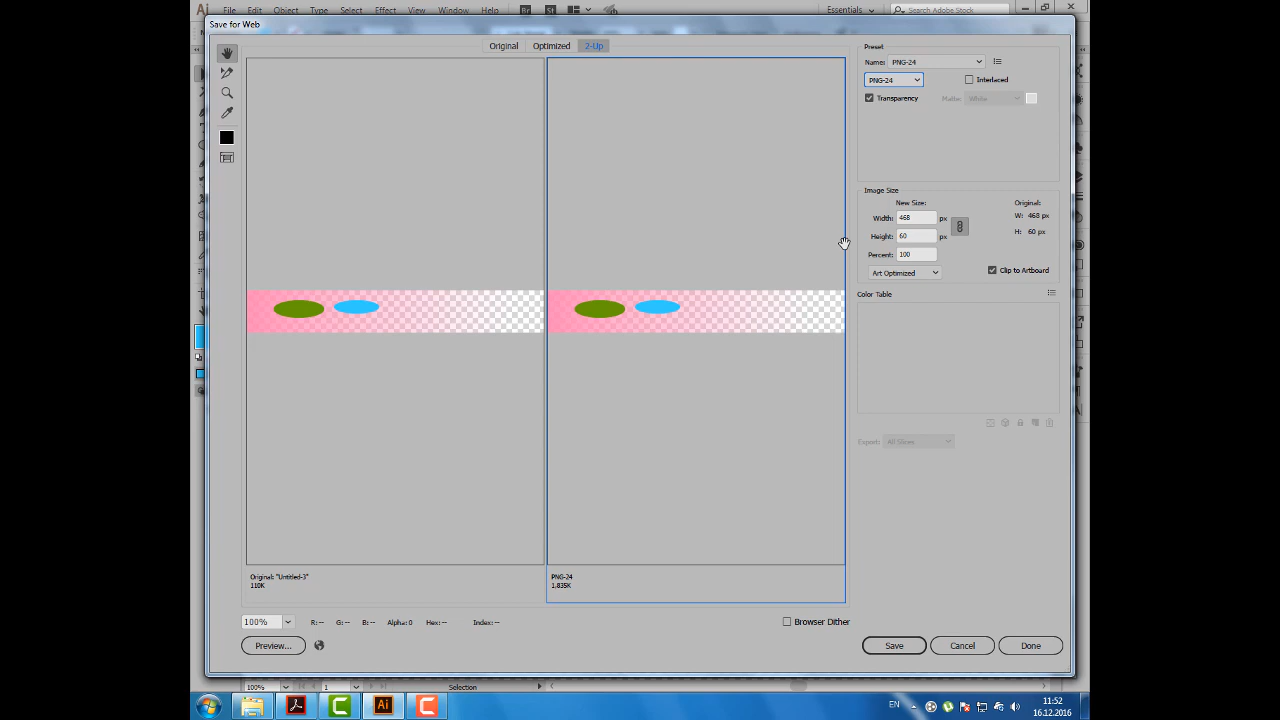 Ai File Edit Object Type Select Effect View Window Help Br St Essentials Search Adobe Stock
Save for Web
Original Optimized 2-Up
Preset
Name: PNG-24
PNG-24 Interlaced
Transparency Matte: White
Image Size
New Size: Original:
Width: 468 px W: 468 px
Height: 60 px H: 60 px
Percent: 100
Art Optimized Clip to Artboard
Color Table
Export: All Slices
Original: "Untitled-3"
110K
PNG-24
1.835K
100% R: -- G: -- B: -- Alpha: 0 Hex: -- Index: --
Browser Dither
Preview... Save Cancel Done
100% 1 Selection
Ai EN 11:52
16.12.2016